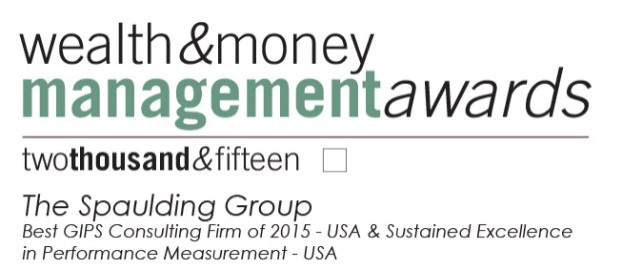 wealth&money
managementawards
twothousand&fifteen
The Spaulding Group
Best GIPS Consulting Firm of 2015 - USA & Sustained Excellence
in Performance Measurement - USA